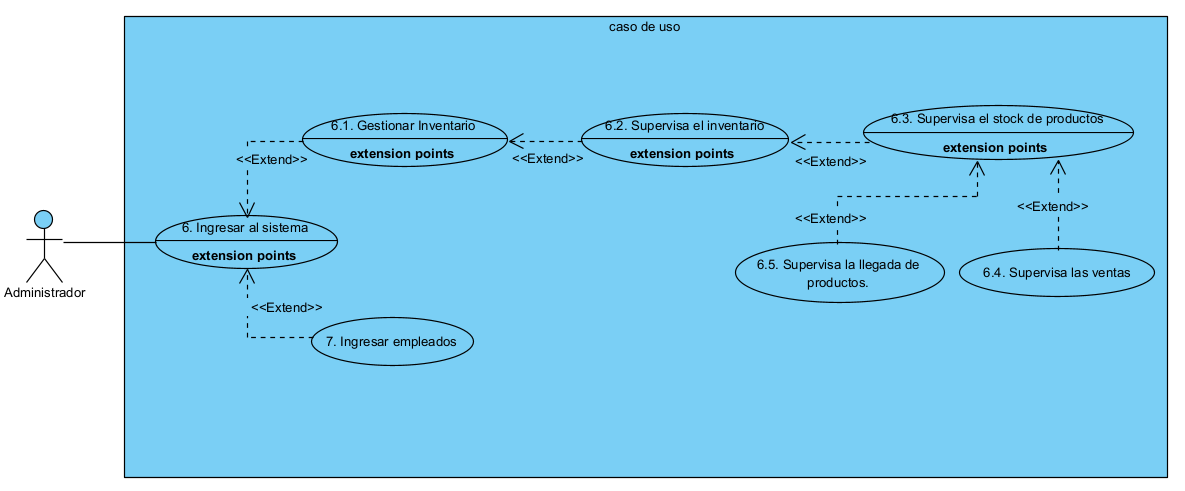 caso de uso
6.1. Gestionar Inventario
extension points
6.2. Supervisa el inventario
extension points
6.3. Supervisa el stock de productos
extension points
<<Extend>>
<<Extend>>
<<Extend>>
<<Extend>>
<<Extend>>
6. Ingresar al sistema
extension points
6.5. Supervisa la llegada de
productos.
6.4. Supervisa las ventas
Administrador
<<Extend>>
7. Ingresar empleados